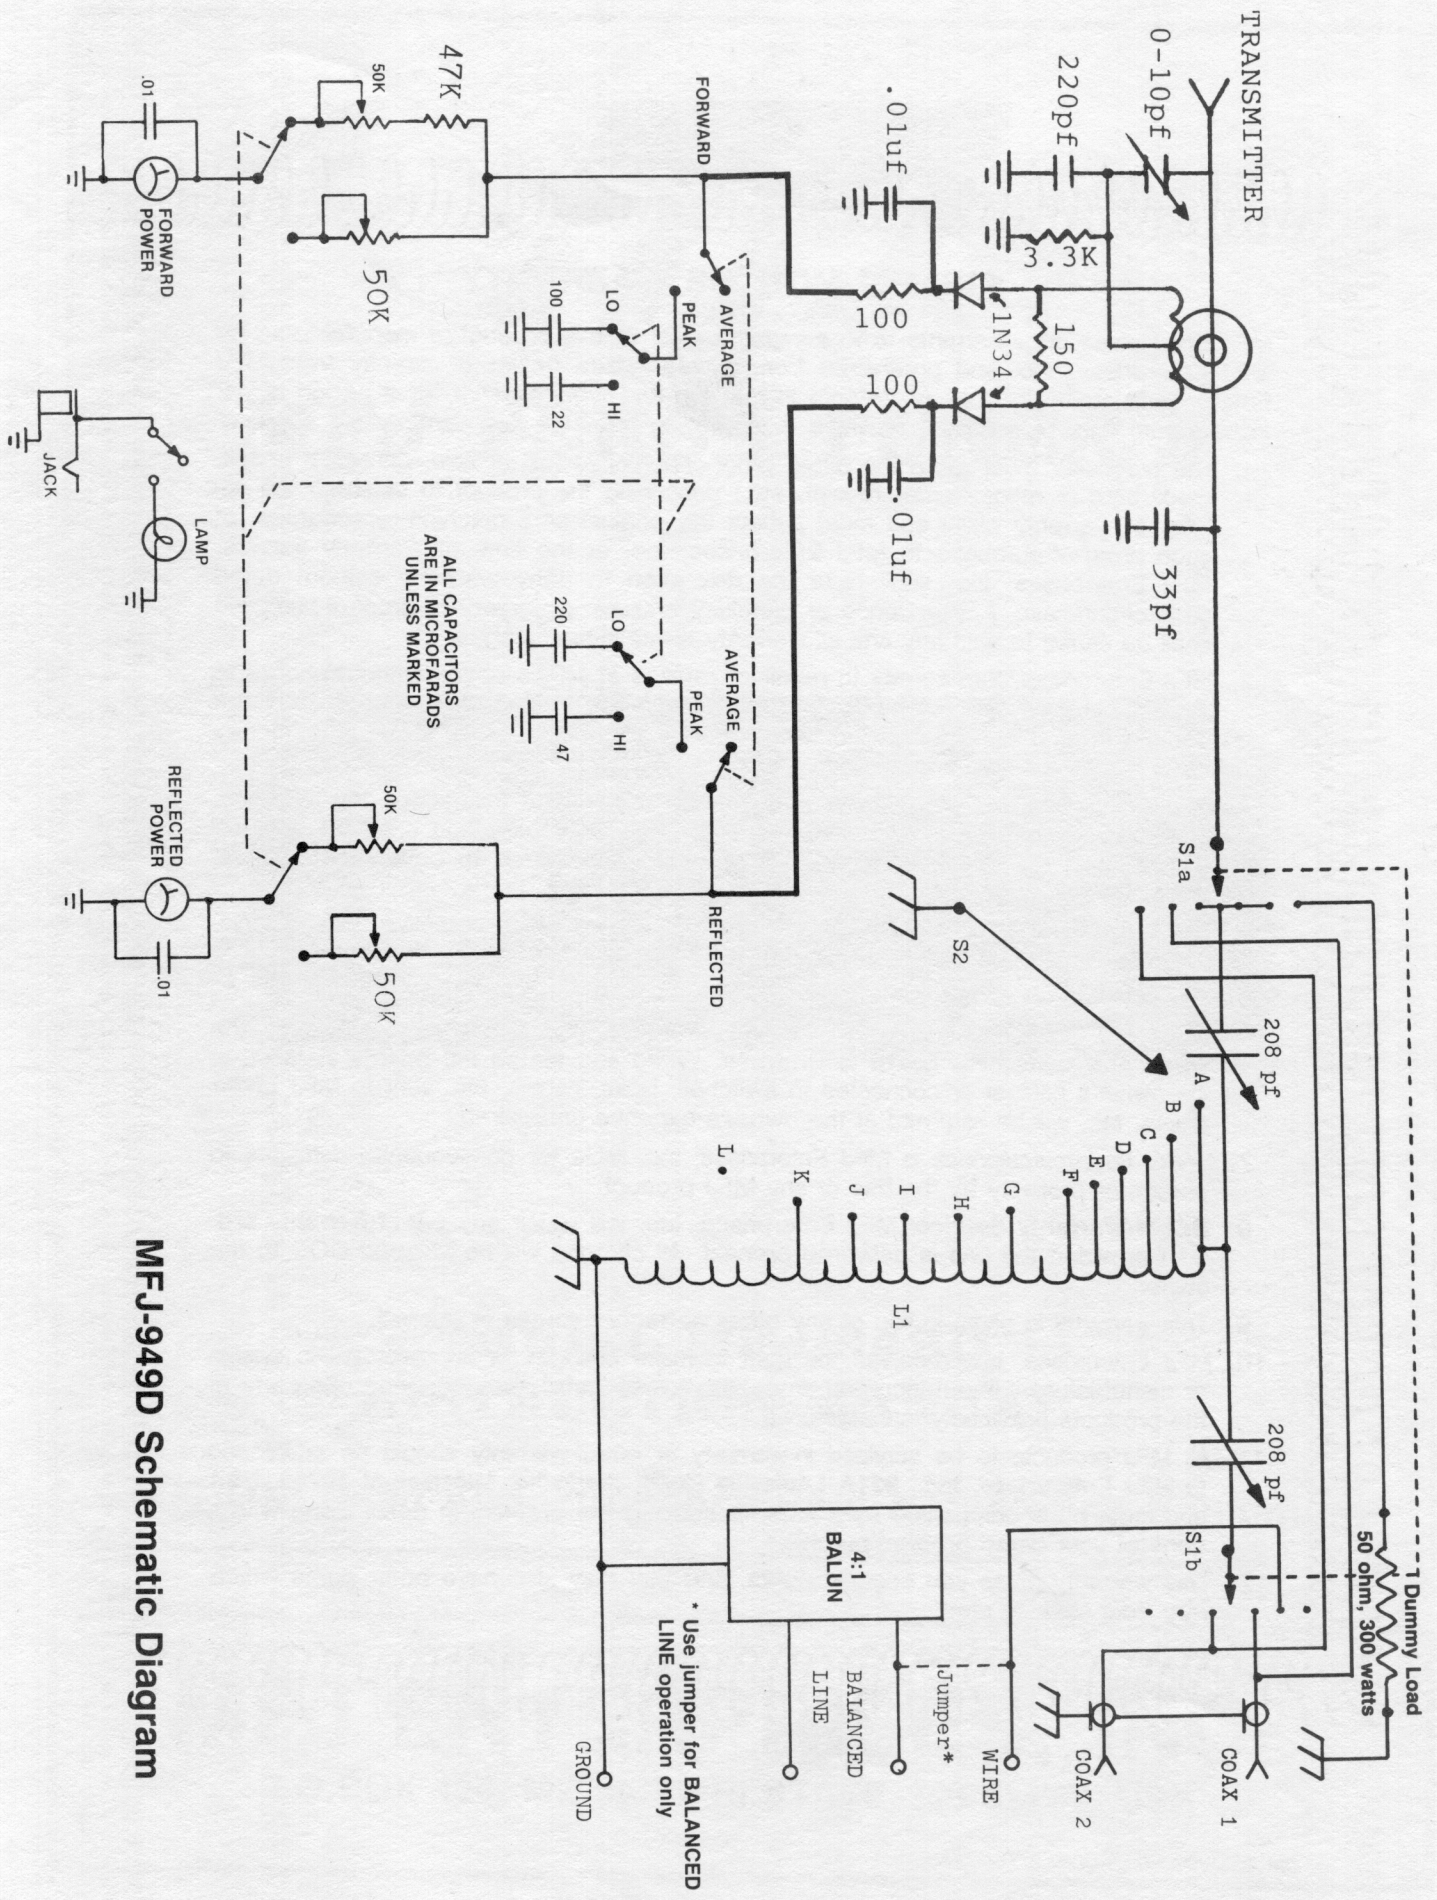 TRANSMITTER
0-10pf
220pf
3.3K
.01uf
150
1N34
100
100
.01uf
33pf
S1a
208 pf
208 pf
S1b
Dummy Load
50 ohm, 300 watts
COAX 1
COAX 2
WIRE
Jumper*
BALANCED
LINE
GROUND
4:1
BALUN
* Use jumper for BALANCED
LINE operation only
S2
A
B
C
D
E
F
G
H
I
J
K
L
L1
FORWARD
AVERAGE
PEAK
LO
HI
100
22
47K
50K
50K
.01
FORWARD
POWER
JACK
LAMP
ALL CAPACITORS
ARE IN MICROFARADS
UNLESS MARKED
AVERAGE
PEAK
LO
HI
220
47
REFLECTED
50K
50K
REFLECTED
POWER
.01
MFJ-949D Schematic Diagram